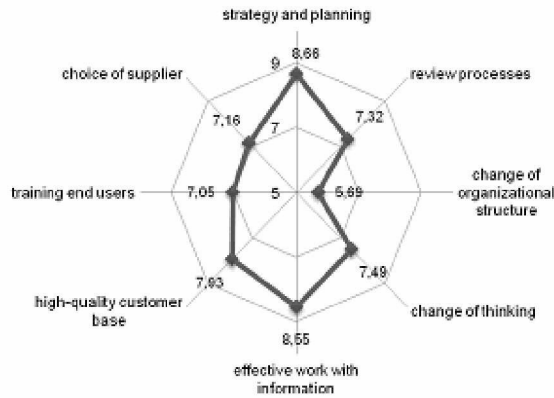 strategy and planning
9
8,66
choice of supplier
review processes
7,16
7
7,32
training end users
7,05
5
5,69
change of
organizational
structure
7,93
7,49
high-quality customer
base
change of thinking
8,55
effective work with
information